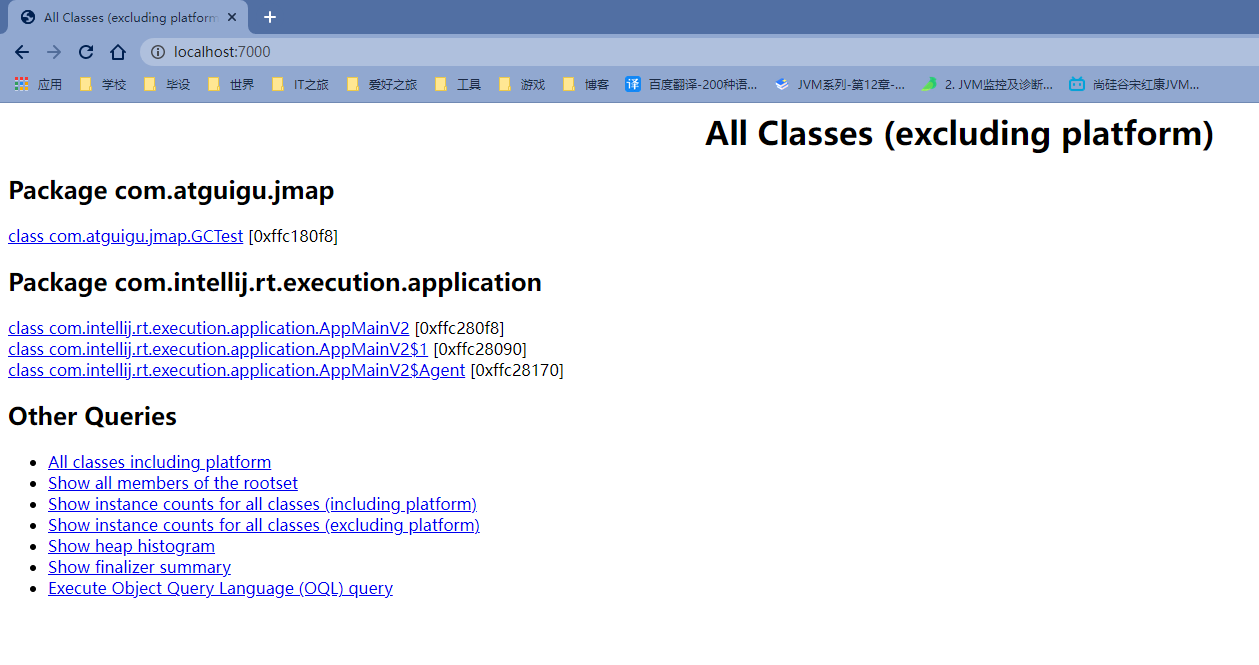 All Classes (excluding platform
localhost:7000
应用 学校 毕设 世界 IT之旅 爱好之旅 工具 游戏 博客 译 百度翻译-200种语... JVM系列-第12章-... 2. JVM监控及诊断... 尚硅谷宋红康JVM...
All Classes (excluding platform)
Package com.atguigu.jmap
class com.atguigu.jmap.GCTest [0xffc180f8]
Package com.intellij.rt.execution.application
class com.intellij.rt.execution.application.AppMainV2 [0xffc280f8]
class com.intellij.rt.execution.application.AppMainV2$1 [0xffc28090]
class com.intellij.rt.execution.application.AppMainV2$Agent [0xffc28170]
Other Queries
All classes including platform
Show all members of the rootset
Show instance counts for all classes (including platform)
Show instance counts for all classes (excluding platform)
Show heap histogram
Show finalizer summary
Execute Object Query Language (OQL) query